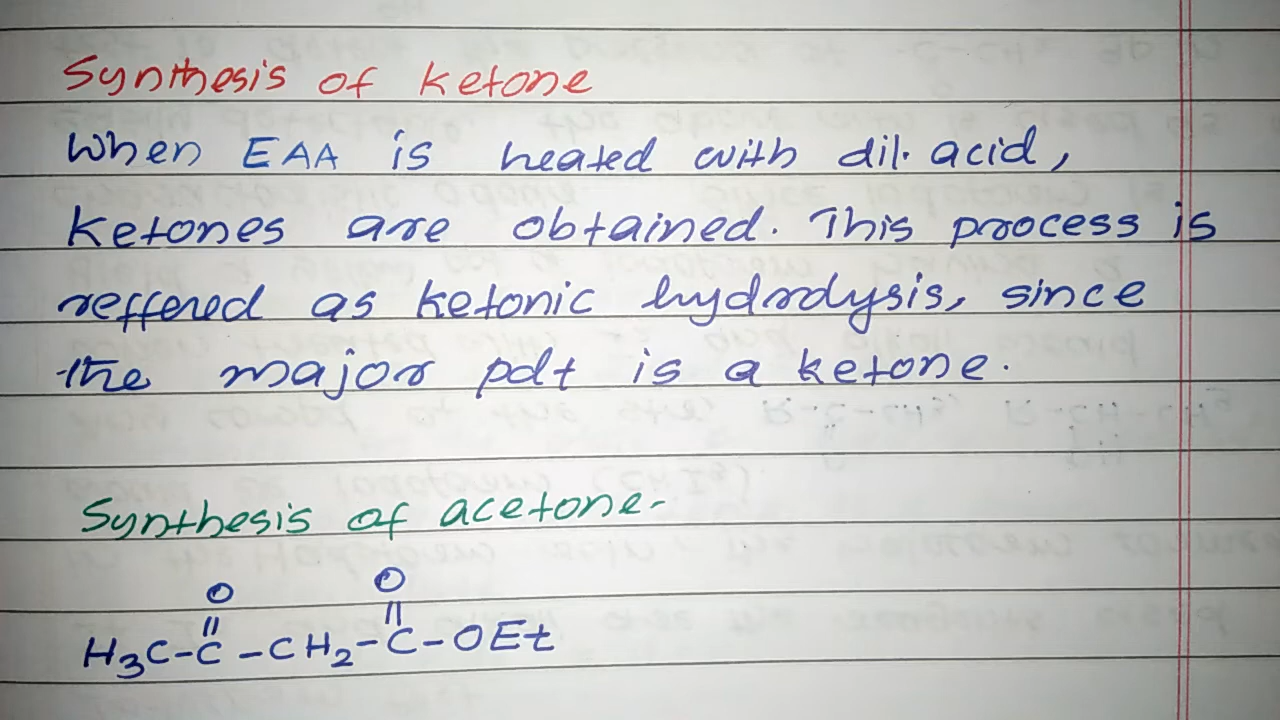 Synthesis of Ketone
When EAA is heated with dil. acid,
Ketones are obtained. This process is
reffered as ketonic hydrolysis, since
the major pdt is a ketone.
Synthesis of acetone-
O O
|| ||
H₃C-C-CH₂-C-OEt